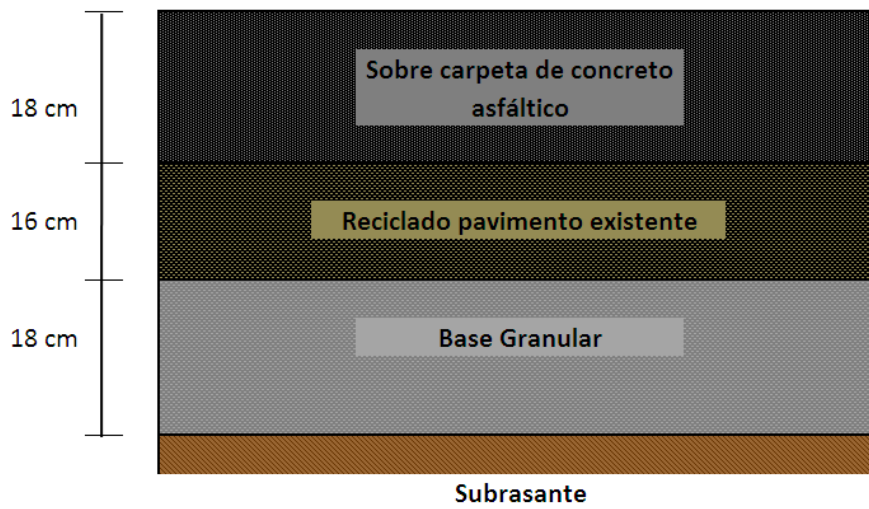 Sobre carpeta de concreto
asfáltico
18 cm
Reciclado pavimento existente
16 cm
Base Granular
18 cm
Subrasante